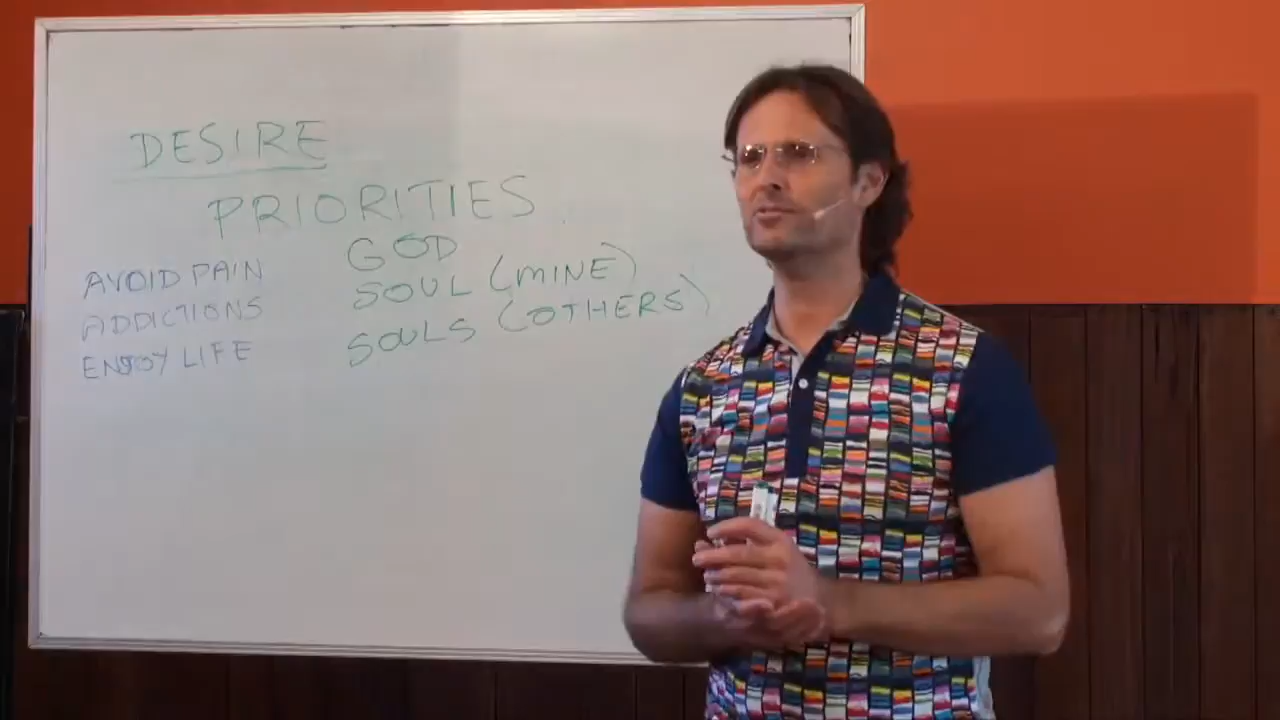 DESIRE
PRIORITIES
GOD
SOUL (MINE)
SOULS (OTHERS)
AVOID PAIN
ADDICTIONS
ENJOY LIFE